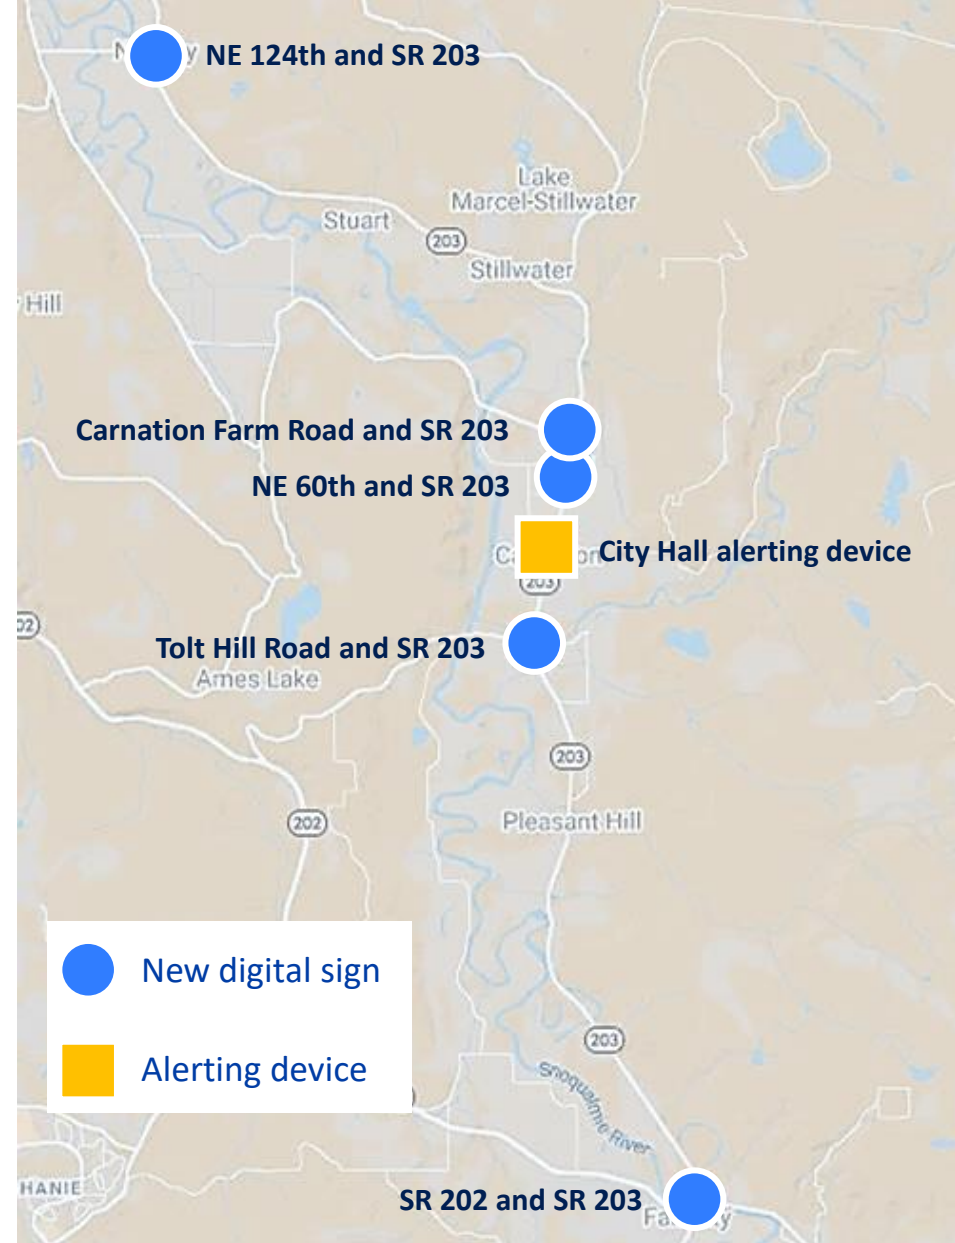 NE 124th and SR 203
Lake
Marcel-Stillwater
Stuart
203
Stillwater
Hill
Carnation Farm Road and SR 203
NE 60th and SR 203
City Hall alerting device
203
Tolt Hill Road and SR 203
Ames Lake
203
Pleasant Hill
202
New digital sign
Alerting device
203
Snoqualmie River
HANIE
SR 202 and SR 203